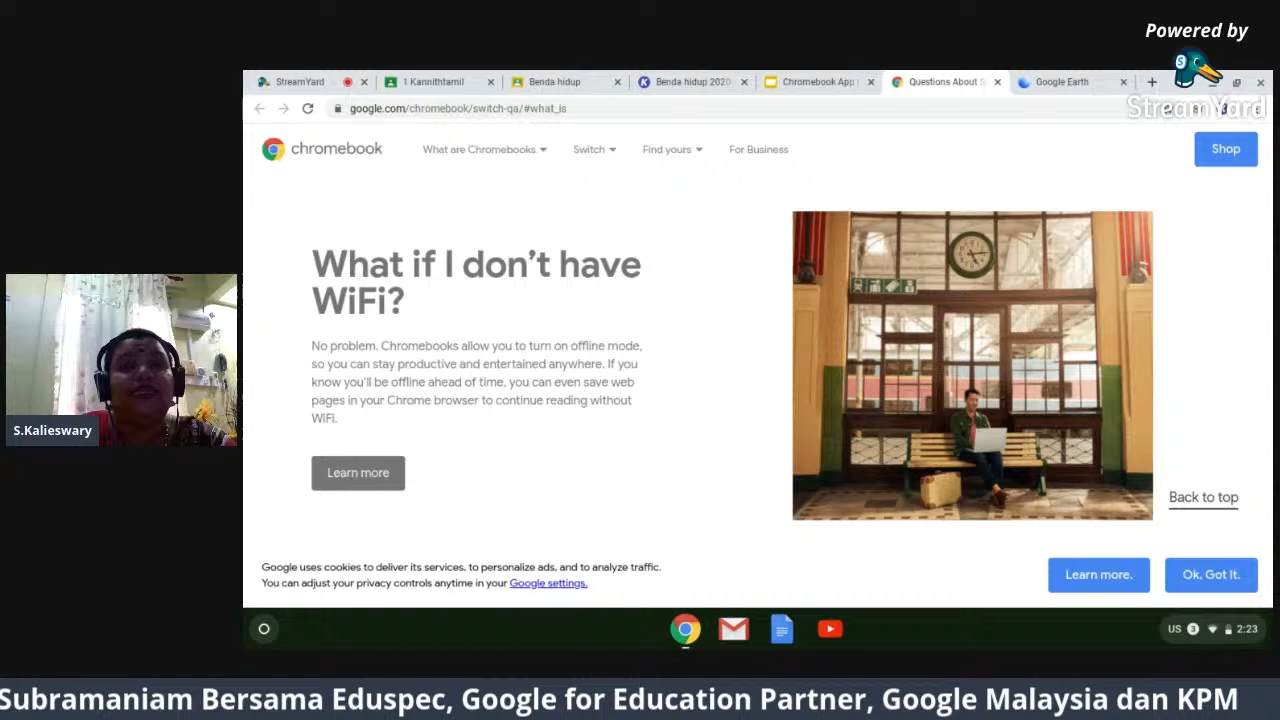 Powered by
StreamYard
StreamYard
1 Kannithtamil
Benda hidup
Benda hidup 2020
Chromebook App
Questions About S
Google Earth
google.com/chromebook/switch-qa/#what_is
chromebook
What are Chromebooks
Switch
Find yours
For Business
Shop
What if I don't have
WiFi?
No problem. Chromebooks allow you to turn on offline mode,
so you can stay productive and entertained anywhere. If you
know you'll be offline ahead of time, you can even save web
pages in your Chrome browser to continue reading without
WiFi.
Learn more
Back to top
Google uses cookies to deliver its services, to personalize ads, and to analyze traffic.
You can adjust your privacy controls anytime in your Google settings.
Learn more.
Ok, Got It.
S.Kalieswary
US 3 2:23
Subramaniam Bersama Eduspec, Google for Education Partner, Google Malaysia dan KPM